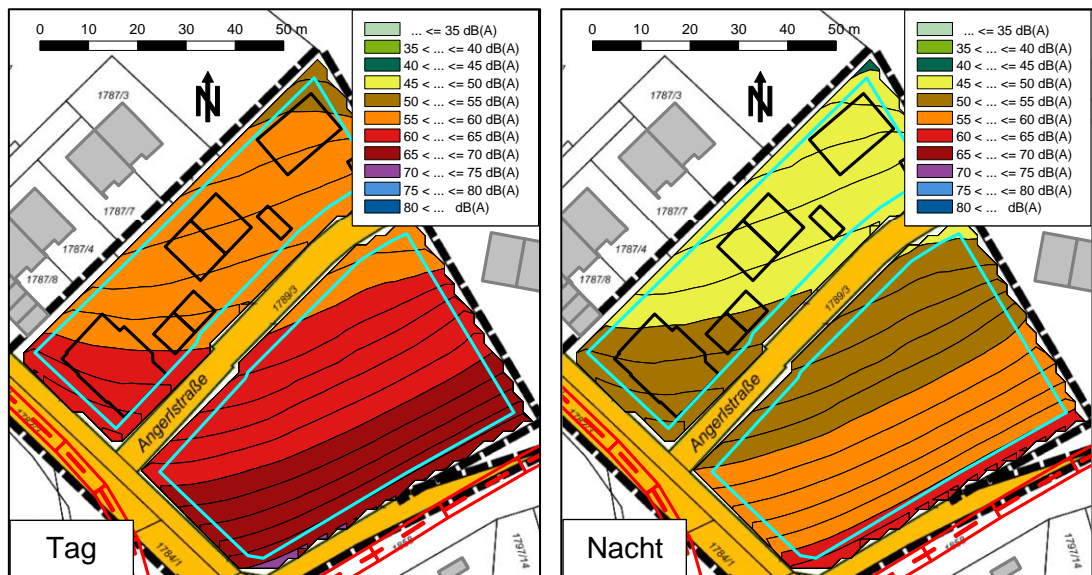 0 10 20 30 40 50 m
... <= 35 dB(A)
35 < ... <= 40 dB(A)
40 < ... <= 45 dB(A)
45 < ... <= 50 dB(A)
50 < ... <= 55 dB(A)
55 < ... <= 60 dB(A)
60 < ... <= 65 dB(A)
65 < ... <= 70 dB(A)
70 < ... <= 75 dB(A)
75 < ... <= 80 dB(A)
80 < ... dB(A)
N
1787/3
1787/7
1787/4
1787/8
1789/3
Angerlstraße
1784/1
1797/14
Tag
0 10 20 30 40 50 m
... <= 35 dB(A)
35 < ... <= 40 dB(A)
40 < ... <= 45 dB(A)
45 < ... <= 50 dB(A)
50 < ... <= 55 dB(A)
55 < ... <= 60 dB(A)
60 < ... <= 65 dB(A)
65 < ... <= 70 dB(A)
70 < ... <= 75 dB(A)
75 < ... <= 80 dB(A)
80 < ... dB(A)
N
1787/3
1787/7
1787/4
1787/8
1789/3
Angerlstraße
1784/1
1797/14
Nacht